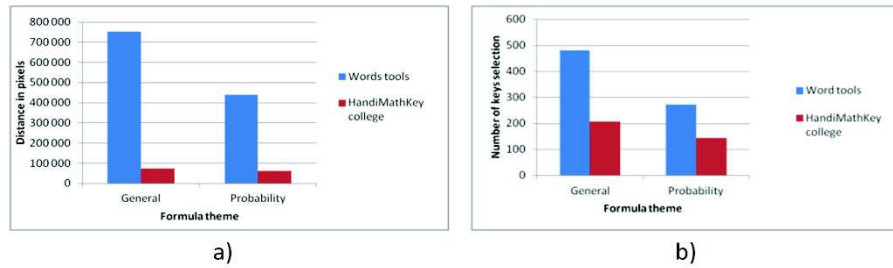 800 000
700 000
600 000
500 000
400 000
300 000
200 000
100 000
0
Distance in pixels
General
Probability
Formula theme
Words tools
HandiMathKey
college
a)
600
500
400
300
200
100
0
Number of keys selection
General
Probability
Formula theme
Word tools
HandiMathKey
college
b)